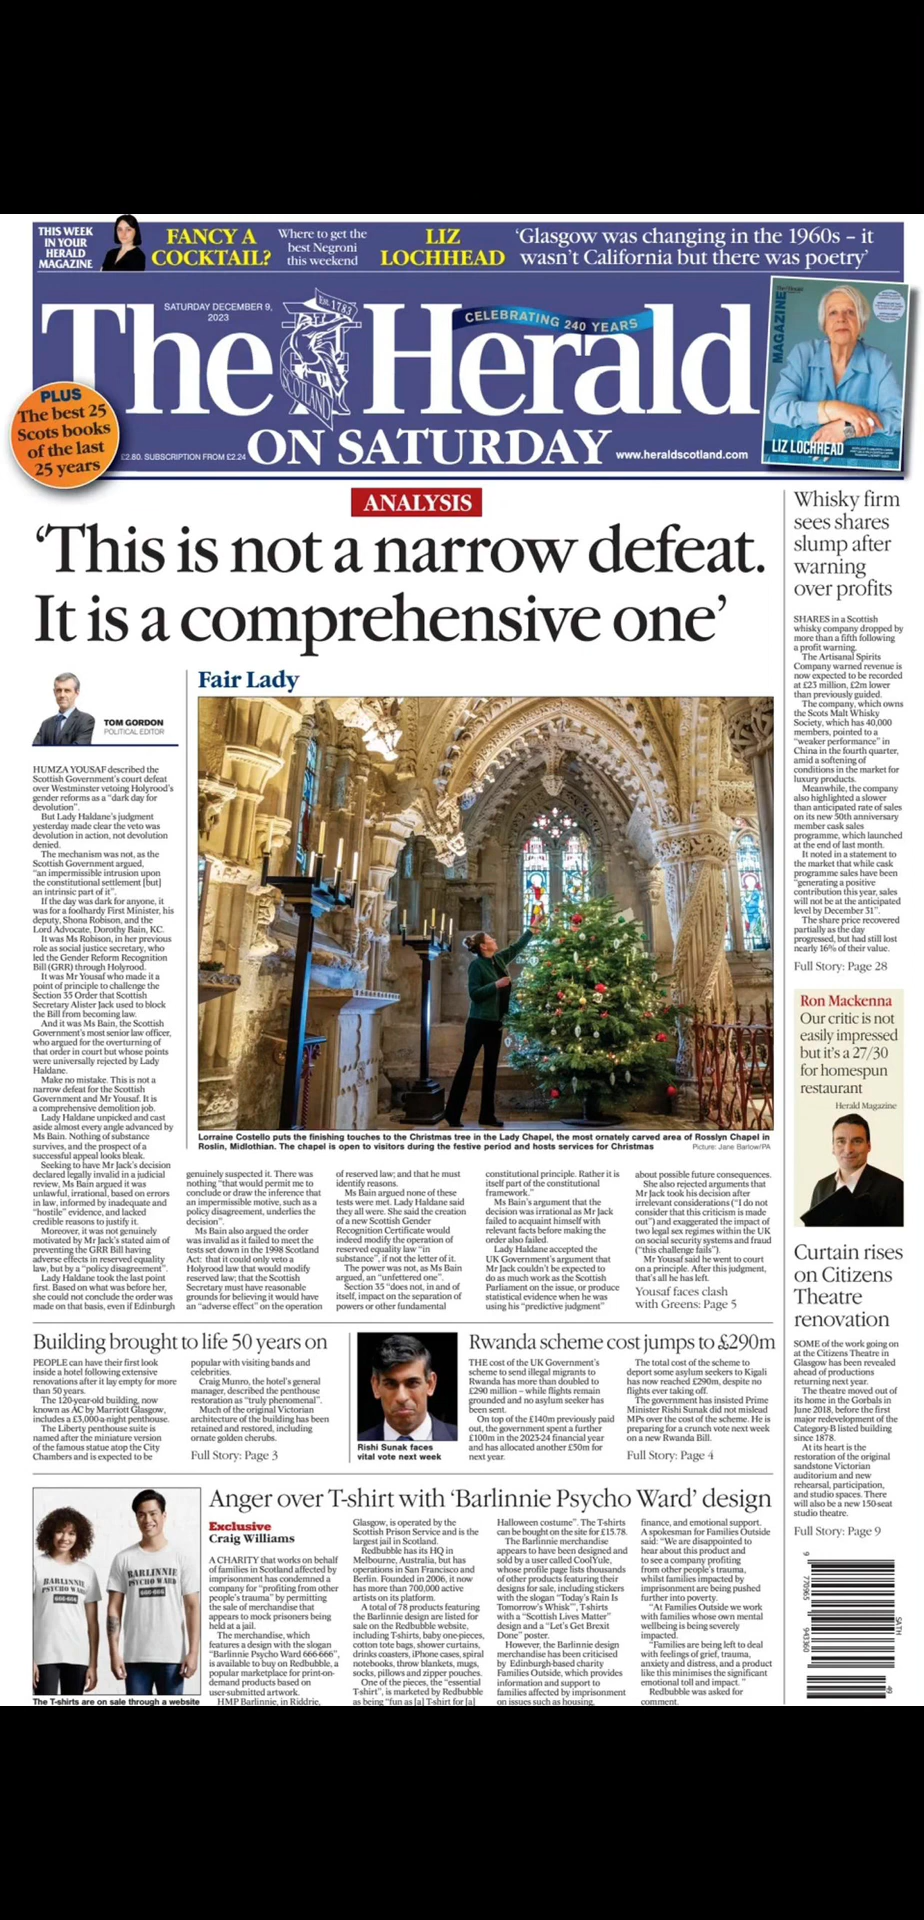 THIS WEEK
IN YOUR
HERALD
MAGAZINE
FANCY A
COCKTAIL?
Where to get the
best Negroni
this weekend
LIZ
LOCHHEAD
‘Glasgow was changing in the 1960s – it
wasn’t California but there was poetry’
SATURDAY DECEMBER 9,
2023
Est. 1783
SCOTLAND
CELEBRATING 240 YEARS
The Herald
ON SATURDAY
£2.80. SUBSCRIPTION FROM £2.24
www.heraldscotland.com
PLUS
The best 25
Scots books
of the last
25 years
MAGAZINE
LIZ LOCHHEAD
ANALYSIS
‘This is not a narrow defeat.
It is a comprehensive one’
TOM GORDON
POLITICAL EDITOR
HUMZA YOUSAF described the
Scottish Government’s court defeat
over Westminster vetoing Holyrood’s
gender reforms as a “dark day for
devolution”.
But Lady Haldane’s judgment
yesterday made clear the veto was
devolution in action, not devolution
denied.
The mechanism was not, as the
Scottish Government argued,
“an impermissible intrusion upon
the constitutional settlement [but]
an intrinsic part of it”.
If the day was dark for anyone, it
was for a foolhardy First Minister, his
deputy, Shona Robison, and the
Lord Advocate, Dorothy Bain, KC.
It was Ms Robison, in her previous
role as social justice secretary, who
led the Gender Reform Recognition
Bill (GRR) through Holyrood.
It was Mr Yousaf who made it a
point of principle to challenge the
Section 35 Order that Scottish
Secretary Alister Jack used to block
the Bill from becoming law.
And it was Ms Bain, the Scottish
Government’s most senior law officer,
who argued for the overturning of
that order in court but whose points
were universally rejected by Lady
Haldane.
Make no mistake. This is not a
narrow defeat for the Scottish
Government and Mr Yousaf. It is
a comprehensive demolition job.
Lady Haldane unpicked and cast
aside almost every angle advanced by
Ms Bain. Nothing of substance
survives, and the prospect of a
successful appeal looks bleak.
Seeking to have Mr Jack’s decision
declared legally invalid in a judicial
review, Ms Bain argued it was
unlawful, irrational, based on errors
in law, informed by inadequate and
“hostile” evidence, and lacked
credible reasons to justify it.
Moreover, it was not genuinely
motivated by Mr Jack’s stated aim of
preventing the GRR Bill having
adverse effects in reserved equality
law, but by a “policy disagreement”.
Lady Haldane took the last point
first. Based on what was before her,
she could not conclude the order was
made on that basis, even if Edinburgh
Fair Lady
Lorraine Costello puts the finishing touches to the Christmas tree in the Lady Chapel, the most ornately carved area of Rosslyn Chapel in
Roslin, Midlothian. The chapel is open to visitors during the festive period and hosts services for Christmas
Picture: Jane Barlow/PA
genuinely suspected it. There was
nothing “that would permit me to
conclude or draw the inference that
an impermissible motive, such as a
policy disagreement, underlies the
decision”.
Ms Bain also argued the order
was invalid as it failed to meet the
tests set down in the 1998 Scotland
Act: that it could only veto a
Holyrood law that would modify
reserved law; that the Scottish
Secretary must have reasonable
grounds for believing it would have
an “adverse effect” on the operation
of reserved law; and that he must
identify reasons.
Ms Bain argued none of these
tests were met. Lady Haldane said
they all were. She said the creation
of a new Scottish Gender
Recognition Certificate would
indeed modify the operation of
reserved equality law “in
substance”, if not the letter of it.
The power was not, as Ms Bain
argued, an “unfettered one”.
Section 35 “does not, in and of
itself, impact on the separation of
powers or other fundamental
constitutional principle. Rather it is
itself part of the constitutional
framework.”
Ms Bain’s argument that the
decision was irrational as Mr Jack
failed to acquaint himself with
relevant facts before making the
order also failed.
Lady Haldane accepted the
UK Government’s argument that
Mr Jack couldn’t be expected to
do as much work as the Scottish
Parliament on the issue, or produce
statistical evidence when he was
using his “predictive judgment”
about possible future consequences.
She also rejected arguments that
Mr Jack took his decision after
irrelevant considerations (“I do not
consider that this criticism is made
out”) and exaggerated the impact of
two legal sex regimes within the UK
on social security systems and fraud
(“this challenge fails”).
Mr Yousaf said he went to court
on a principle. After this judgment,
that’s all he has left.
Yousaf faces clash
with Greens: Page 5
Whisky firm
sees shares
slump after
warning
over profits
SHARES in a Scottish
whisky company dropped by
more than a fifth following
a profit warning.
The Artisanal Spirits
Company warned revenue is
now expected to be recorded
at £23 million, £2m lower
than previously guided.
The company, which owns
the Scots Malt Whisky
Society, which has 40,000
members, pointed to a
“weaker performance” in
China in the fourth quarter,
amid a softening of
conditions in the market for
luxury products.
Meanwhile, the company
also highlighted a slower
than anticipated rate of sales
on its new 50th anniversary
member cask sales
programme, which launched
at the end of last month.
It noted in a statement to
the market that while cask
programme sales have been
“generating a positive
contribution this year, sales
will not be at the anticipated
level by December 31”.
The share price recovered
partially as the day
progressed, but had still lost
nearly 16% of their value.
Full Story: Page 28
Ron Mackenna
Our critic is not
easily impressed
but it’s a 27/30
for homespun
restaurant
Herald Magazine
Curtain rises
on Citizens
Theatre
renovation
SOME of the work going on
at the Citizens Theatre in
Glasgow has been revealed
ahead of productions
returning next year.
The theatre moved out of
its home in the Gorbals in
June 2018, before the first
major redevelopment of the
Category-B listed building
since 1878.
At its heart is the
restoration of the original
sandstone Victorian
auditorium and new
rehearsal, participation,
and studio spaces. There
will also be a new 150-seat
studio theatre.
Full Story: Page 9
Building brought to life 50 years on
PEOPLE can have their first look
inside a hotel following extensive
renovations after it lay empty for more
than 50 years.
The 120-year-old building, now
known as AC by Marriott Glasgow,
includes a £3,000-a-night penthouse.
The Liberty penthouse suite is
named after the miniature version
of the famous statue atop the City
Chambers and is expected to be
popular with visiting bands and
celebrities.
Craig Munro, the hotel’s general
manager, described the penthouse
restoration as “truly phenomenal”.
Much of the original Victorian
architecture of the building has been
retained and restored, including
ornate golden cherubs.
Full Story: Page 3
Rishi Sunak faces
vital vote next week
Rwanda scheme cost jumps to £290m
THE cost of the UK Government’s
scheme to send illegal migrants to
Rwanda has more than doubled to
£290 million – while flights remain
grounded and no asylum seeker has
been sent.
On top of the £140m previously paid
out, the government spent a further
£100m in the 2023-24 financial year
and has allocated another £50m for
next year.
The total cost of the scheme to
deport some asylum seekers to Kigali
has now reached £290m, despite no
flights ever taking off.
The government has insisted Prime
Minister Rishi Sunak did not mislead
MPs over the cost of the scheme. He is
preparing for a crunch vote next week
on a new Rwanda Bill.
Full Story: Page 4
BARLINNIE
PSYCHO WARD
666-666
BARLINNIE
PSYCHO WARD
666-666
The T-shirts are on sale through a website
Anger over T-shirt with ‘Barlinnie Psycho Ward’ design
Exclusive
Craig Williams
A CHARITY that works on behalf
of families in Scotland affected by
imprisonment has condemned a
company for “profiting from other
people’s trauma” by permitting
the sale of merchandise that
appears to mock prisoners being
held at a jail.
The merchandise, which
features a design with the slogan
“Barlinnie Psycho Ward 666-666”,
is available to buy on Redbubble, a
popular marketplace for print-on-
demand products based on
user-submitted artwork.
HMP Barlinnie, in Riddrie,
Glasgow, is operated by the
Scottish Prison Service and is the
largest jail in Scotland.
Redbubble has its HQ in
Melbourne, Australia, but has
operations in San Francisco and
Berlin. Founded in 2006, it now
has more than 700,000 active
artists on its platform.
A total of 78 products featuring
the Barlinnie design are listed for
sale on the Redbubble website,
including T-shirts, baby one-pieces,
cotton tote bags, shower curtains,
drinks coasters, iPhone cases, spiral
notebooks, throw blankets, mugs,
socks, pillows and zipper pouches.
One of the pieces, the “essential
T-shirt”, is marketed by Redbubble
as being “fun as [a] T-shirt for [a]
Halloween costume”. The T-shirts
can be bought on the site for £15.78.
The Barlinnie merchandise
appears to have been designed and
sold by a user called CoolYule,
whose profile page lists thousands
of other products featuring their
designs for sale, including stickers
with the slogan “Today’s Rain Is
Tomorrow’s Whisk”’, T-shirts
with a “Scottish Lives Matter”
design and a “Let’s Get Brexit
Done” poster.
However, the Barlinnie design
merchandise has been criticised
by Edinburgh-based charity
Families Outside, which provides
information and support to
families affected by imprisonment
on issues such as housing,
finance, and emotional support.
A spokesman for Families Outside
said: “We are disappointed to
hear about this product and
to see a company profiting
from other people’s trauma,
whilst families impacted by
imprisonment are being pushed
further into poverty.
“At Families Outside we work
with families whose own mental
wellbeing is being severely
impacted.
“Families are being left to deal
with feelings of grief, trauma,
anxiety and distress, and a product
like this minimises the significant
emotional toll and impact.”
Redbubble was asked for
comment.
9 770965 943360
SATH
49